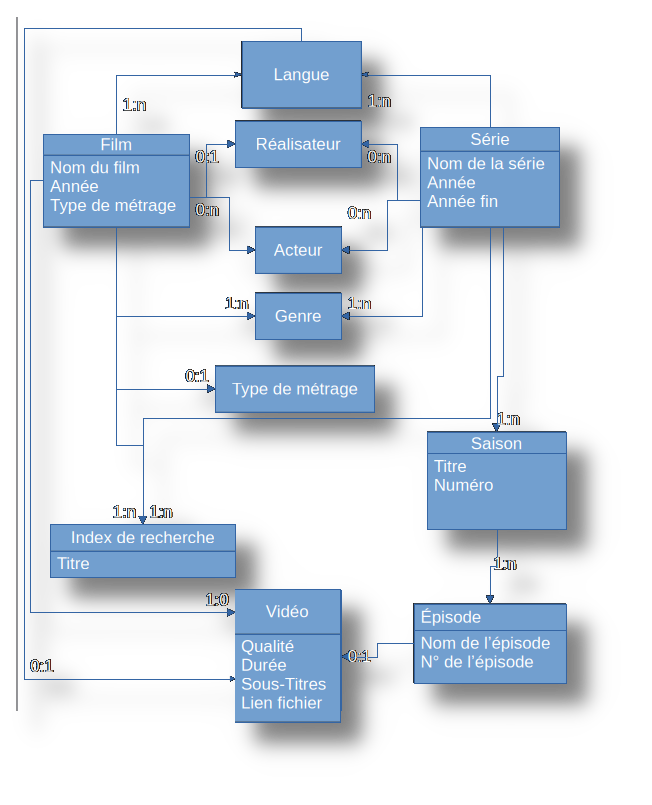 Langue
1:n
1:n
Film
Nom du film
Année
Type de métrage
0:1
Réalisateur
0:n
Série
Nom de la série
Année
Année fin
0:n
0:n
Acteur
1:n
Genre
1:n
0:1
Type de métrage
1:n
Saison
Titre
Numéro
1:n
1:n
Index de recherche
Titre
1:n
1:0
Vidéo
Qualité
Durée
Sous-Titres
Lien fichier
Épisode
Nom de l'épisode
N° de l'épisode
0:1
0:1